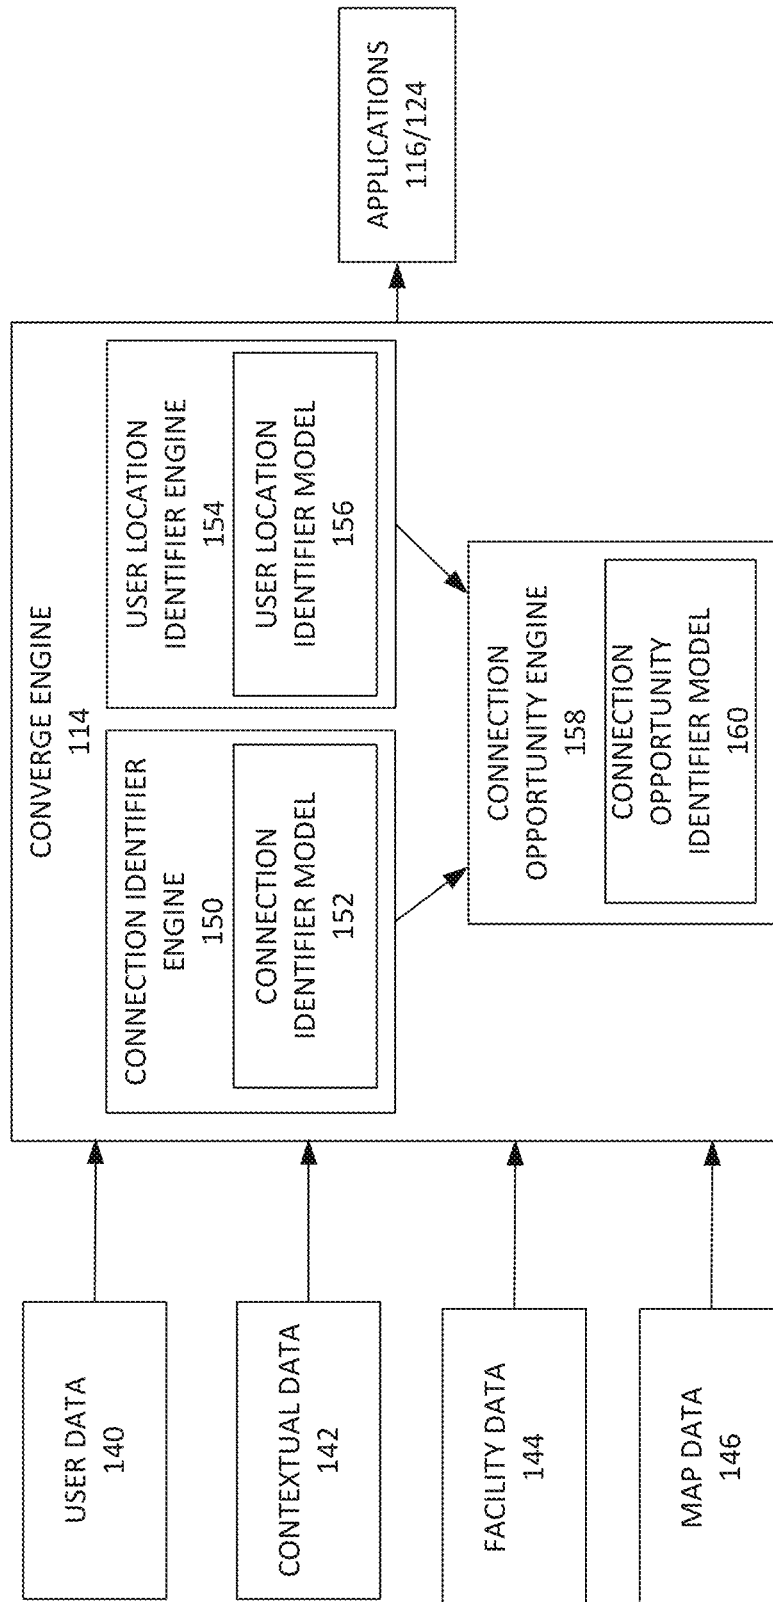 USER DATA
140
CONTEXTUAL DATA
142
FACILITY DATA
144
MAP DATA
146
CONVERGE ENGINE
114
CONNECTION IDENTIFIER
ENGINE
150
CONNECTION
IDENTIFIER MODEL
152
USER LOCATION
IDENTIFIER ENGINE
154
USER LOCATION
IDENTIFIER MODEL
156
CONNECTION
OPPORTUNITY ENGINE
158
CONNECTION
OPPORTUNITY
IDENTIFIER MODEL
160
APPLICATIONS
116/124